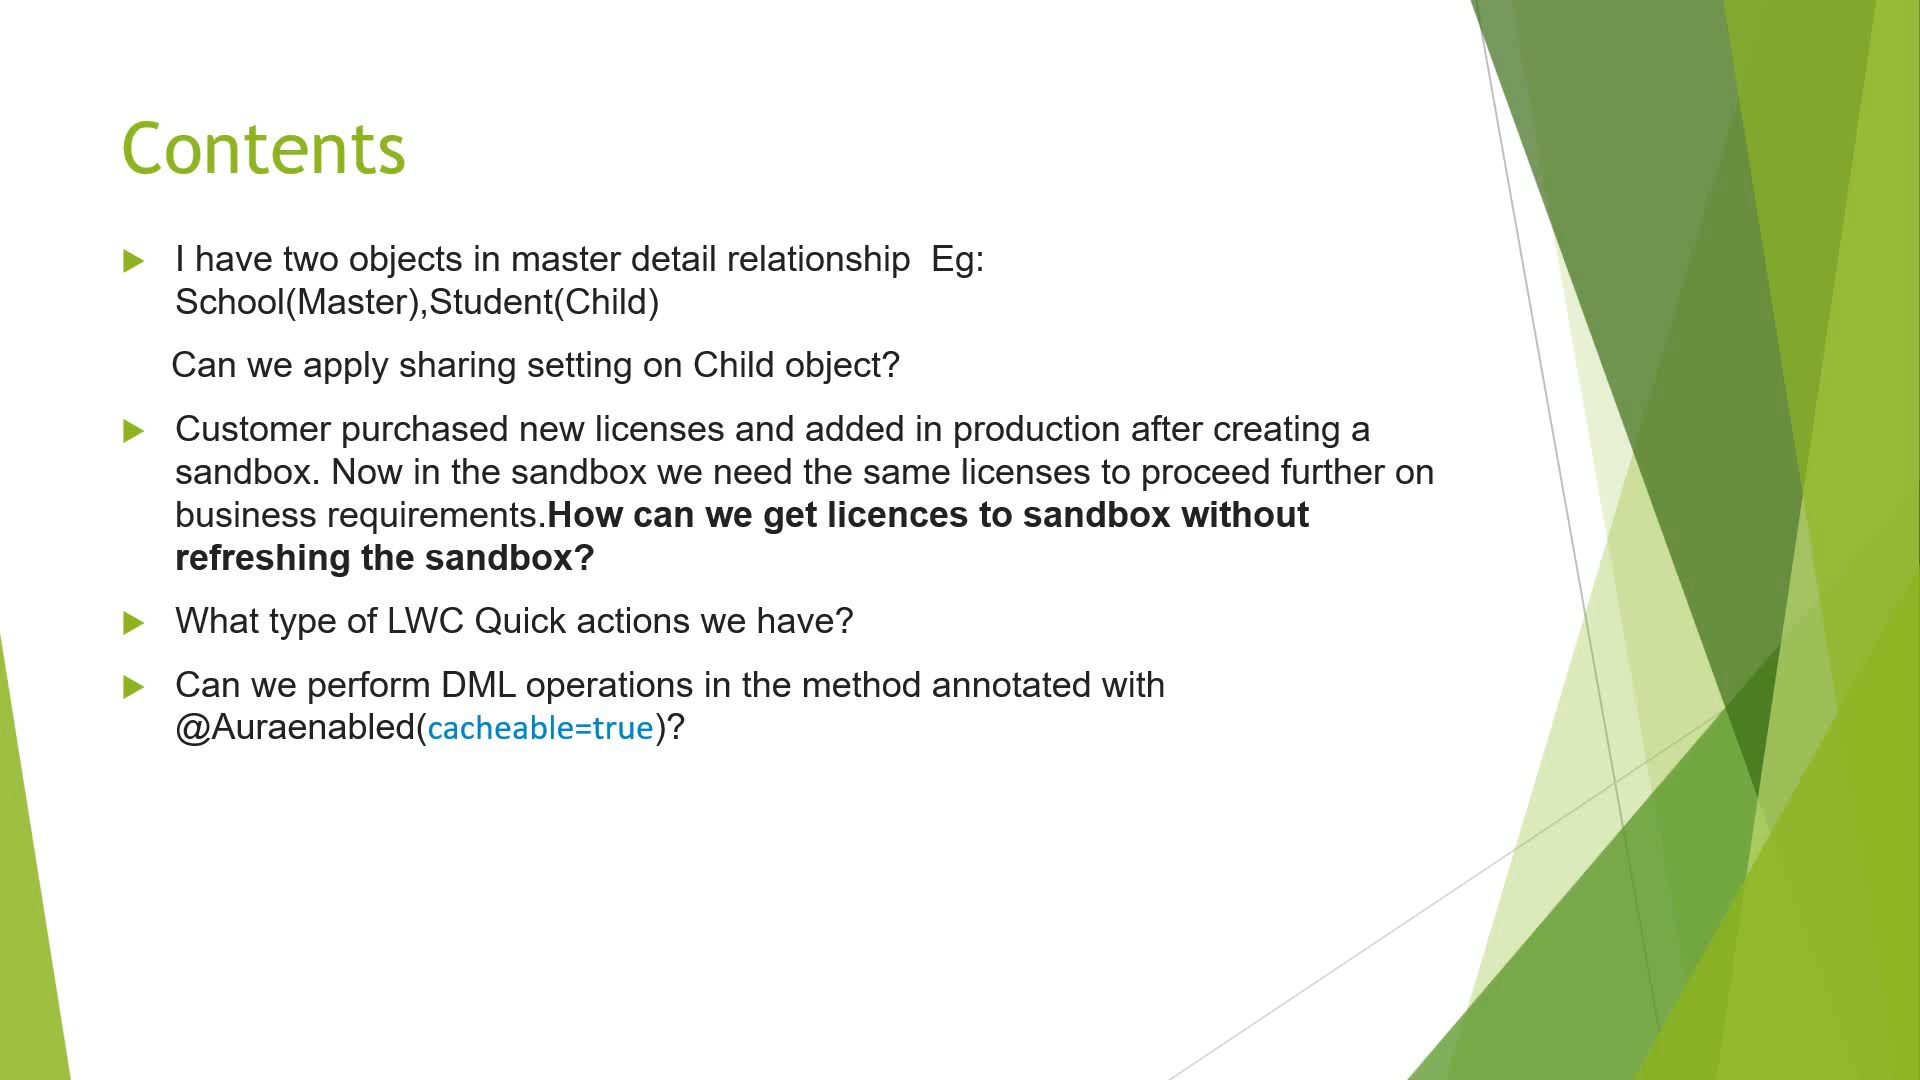 Contents
I have two objects in master detail relationship  Eg:
School(Master),Student(Child)
Can we apply sharing setting on Child object?
Customer purchased new licenses and added in production after creating a
sandbox. Now in the sandbox we need the same licenses to proceed further on
business requirements.How can we get licences to sandbox without
refreshing the sandbox?
What type of LWC Quick actions we have?
Can we perform DML operations in the method annotated with
@Auraenabled(cacheable=true)?